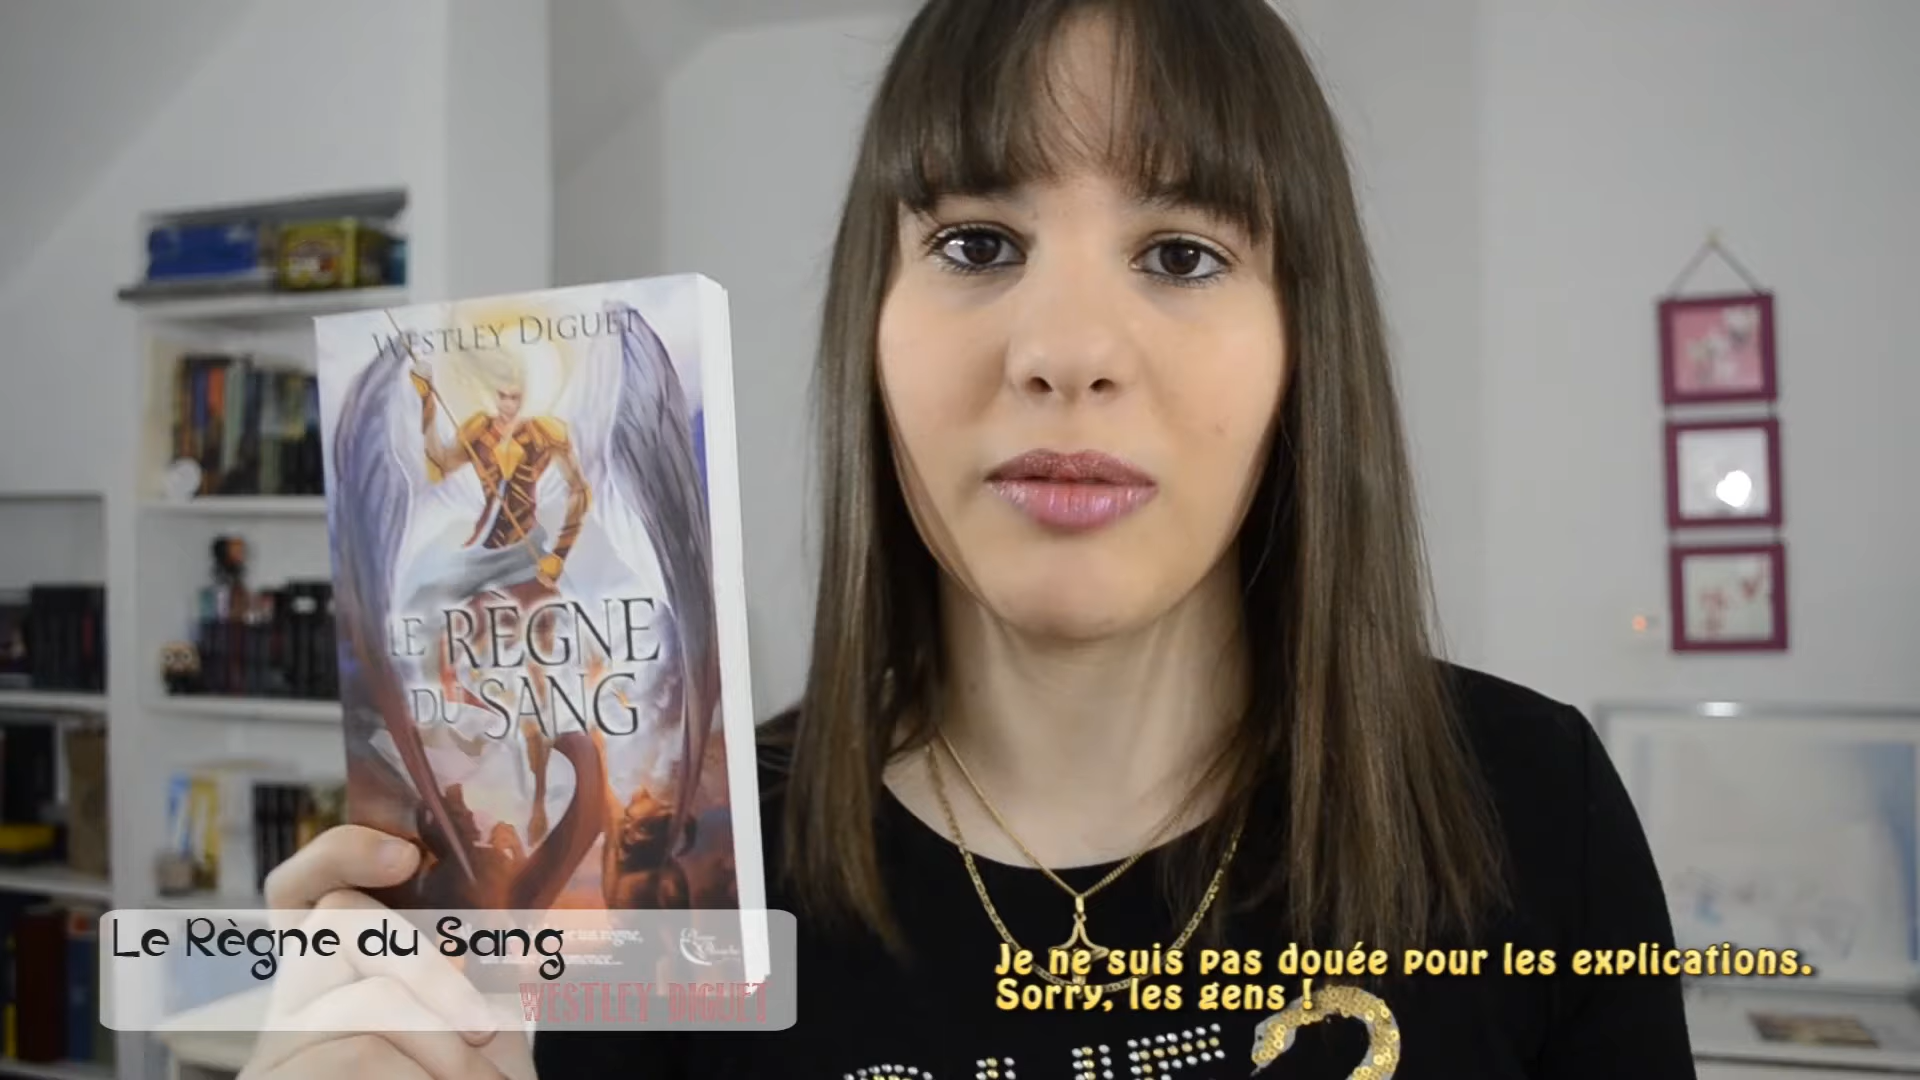 WESTLEY DIGUET
LE RÈGNE
DU SANG
Le Règne du Sang
WESTLEY DIGUET
Je ne suis pas douée pour les explications.
Sorry, les gens !